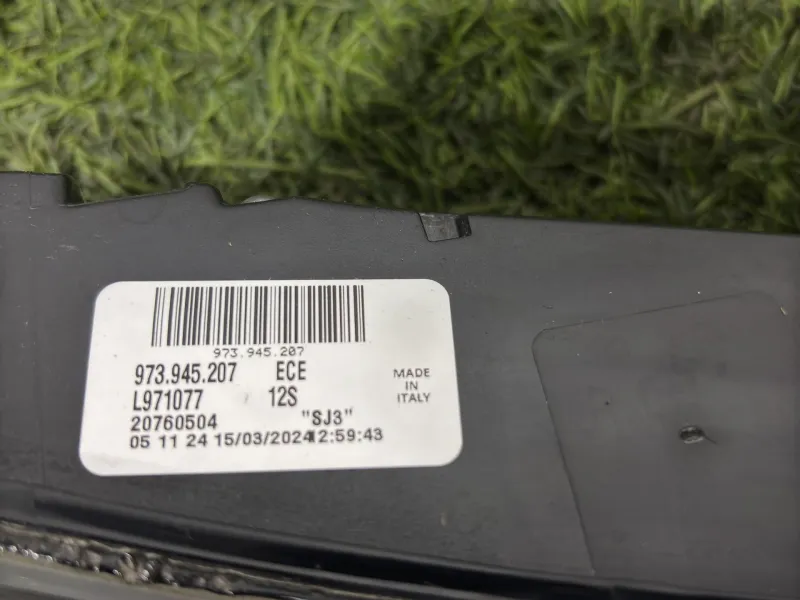 973.945.207
973.945.207 ECE
L971077 12S
20760504 "SJ3"
05 11 24 15/03/2024 12:59:43
MADE
IN
ITALY